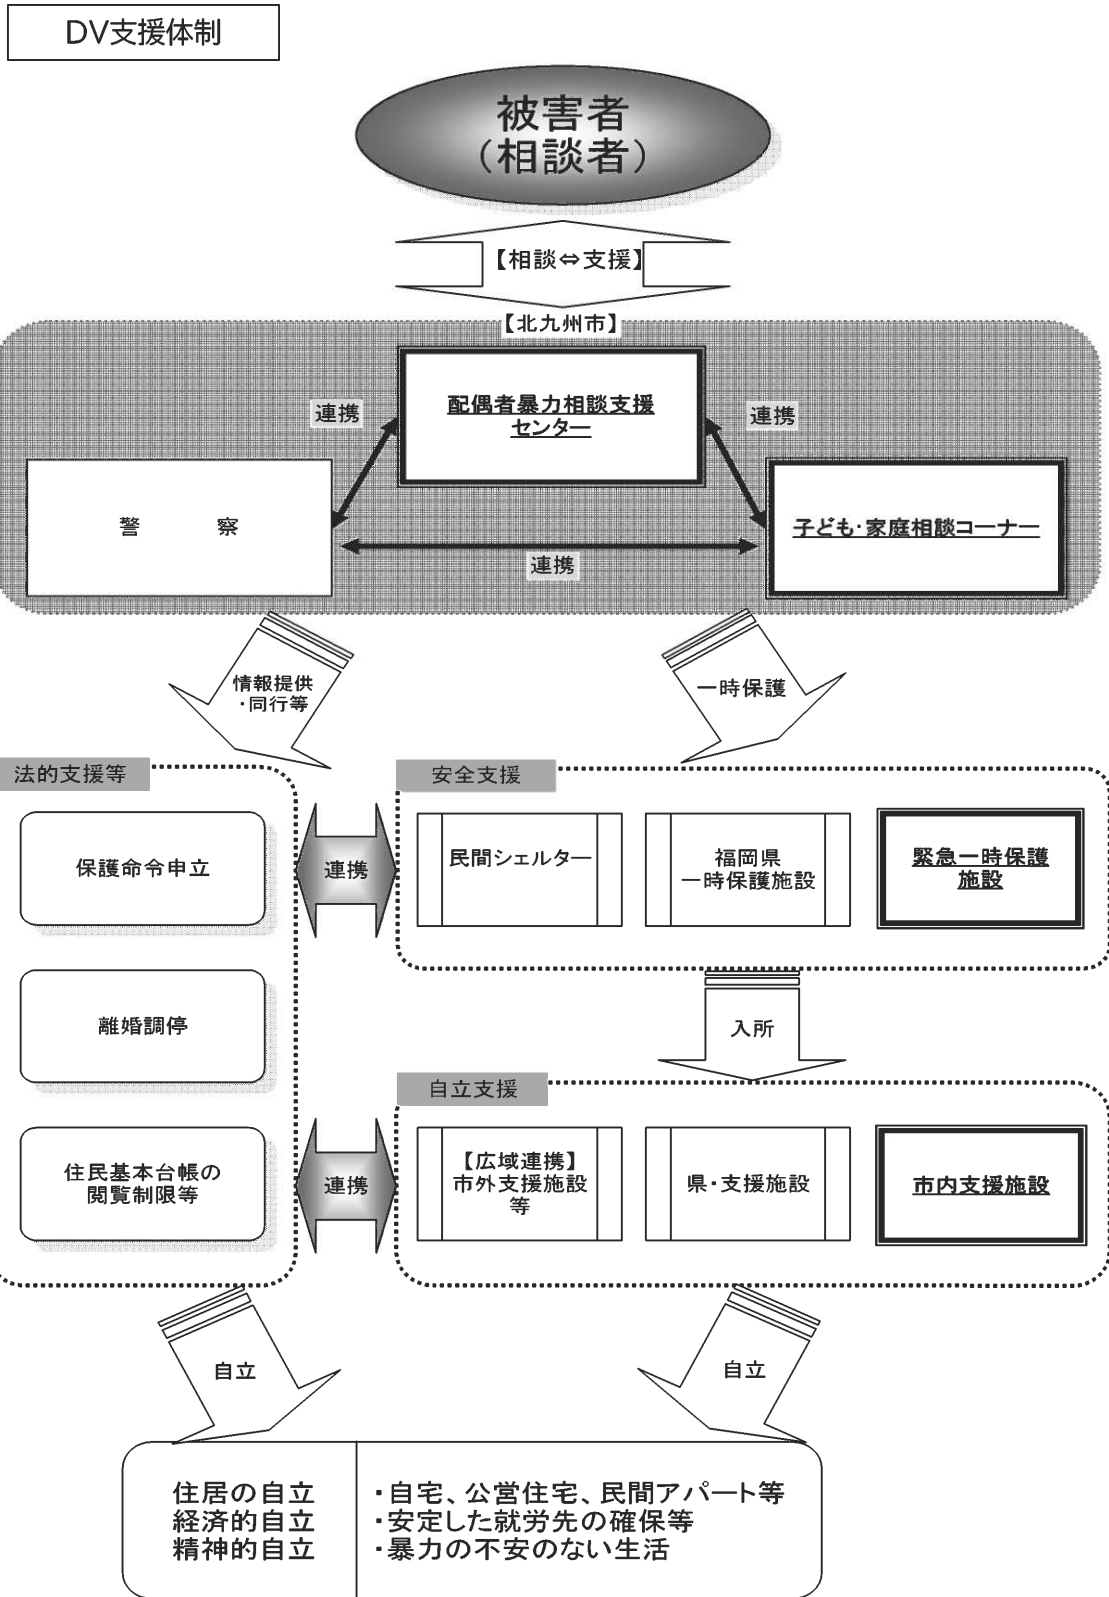 DV支援体制
被害者
（相談者）
【相談⇔支援】
【北九州市】
配偶者暴力相談支援
センター
連携
連携
警　　　察
子ども・家庭相談コーナー
連携
情報提供
・同行等
一時保護
法的支援等
安全支援
保護命令申立
連携
民間シェルター
福岡県
一時保護施設
緊急一時保護
施設
離婚調停
入所
自立支援
住民基本台帳の
閲覧制限等
連携
【広域連携】
市外支援施設
等
県・支援施設
市内支援施設
自立
自立
住居の自立
経済的自立
精神的自立
・自宅、公営住宅、民間アパート等
・安定した就労先の確保等
・暴力の不安のない生活